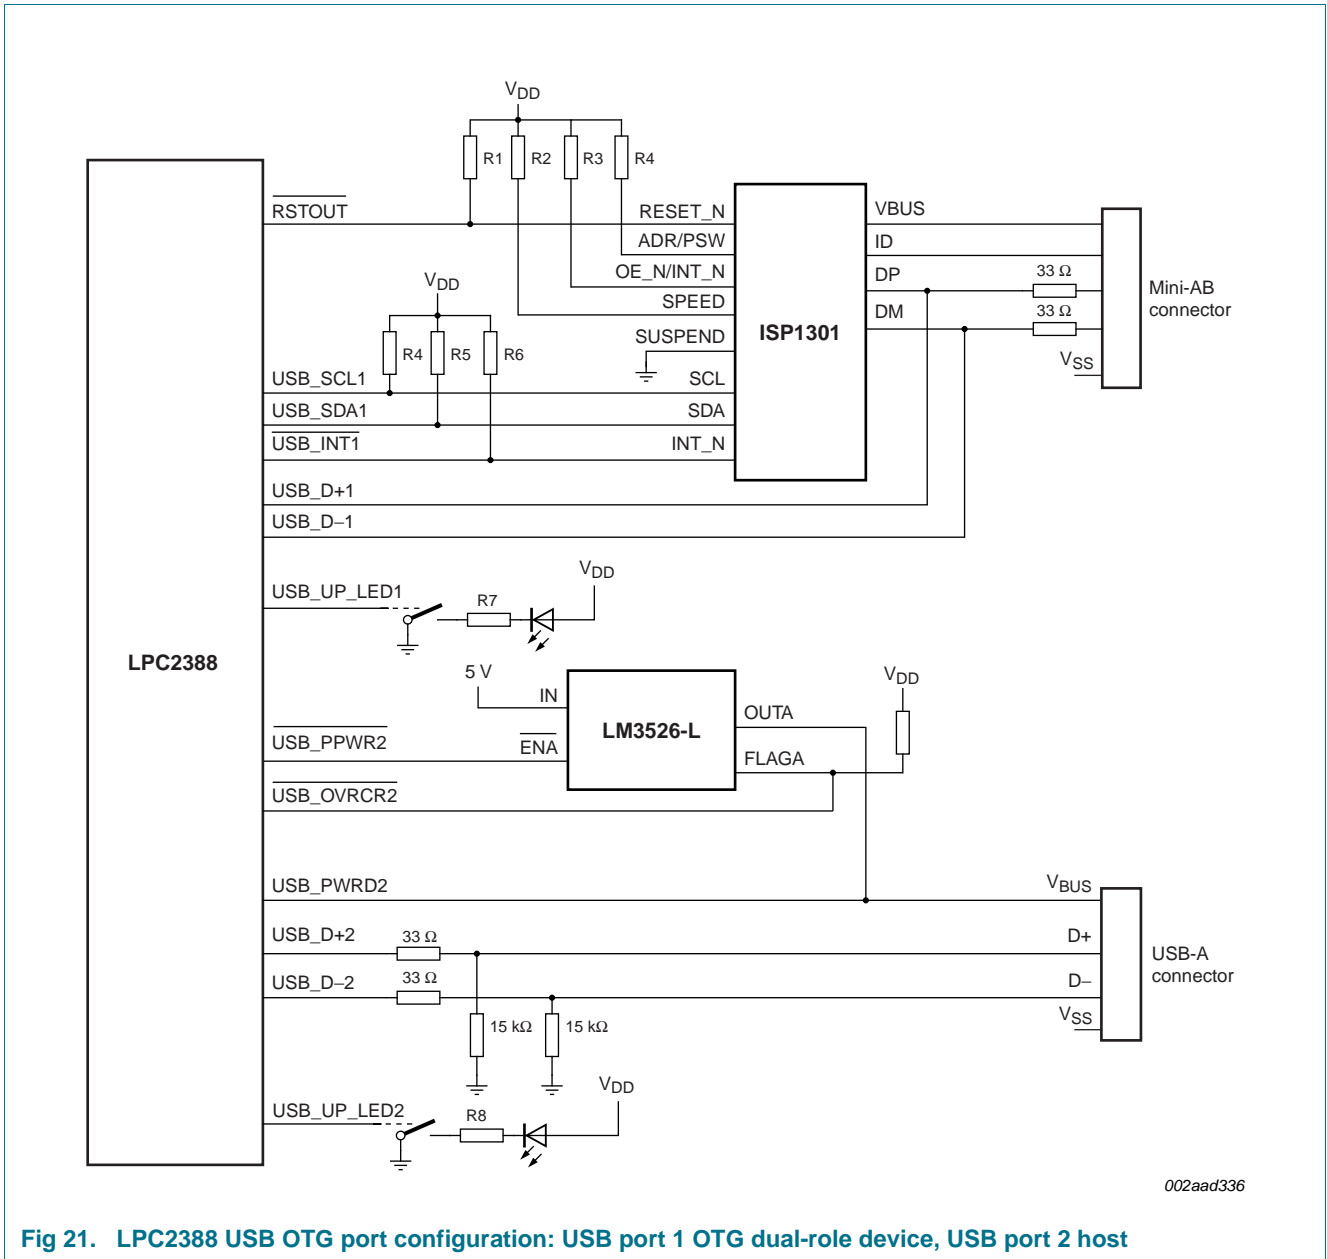 VDD
R1 R2 R3 R4
RSTOUT
RESET_N
ADR/PSW
OE_N/INT_N
SPEED
SUSPEND
SCL
SDA
INT_N
ISP1301
VBUS
ID
DP
DM
33 Ω
33 Ω
VSS
Mini-AB
connector
VDD
R4 R5 R6
USB_SCL1
USB_SDA1
USB_INT1
USB_D+1
USB_D−1
USB_UP_LED1
R7
VDD
LPC2388
5 V
IN
ENA
LM3526-L
OUTA
FLAGA
VDD
USB_PPWR2
USB_OVRCR2
USB_PWRD2
USB_D+2
33 Ω
USB_D−2
33 Ω
15 kΩ
15 kΩ
VBUS
D+
D−
VSS
USB-A
connector
USB_UP_LED2
R8
VDD
002aad336
Fig 21. LPC2388 USB OTG port configuration: USB port 1 OTG dual-role device, USB port 2 host